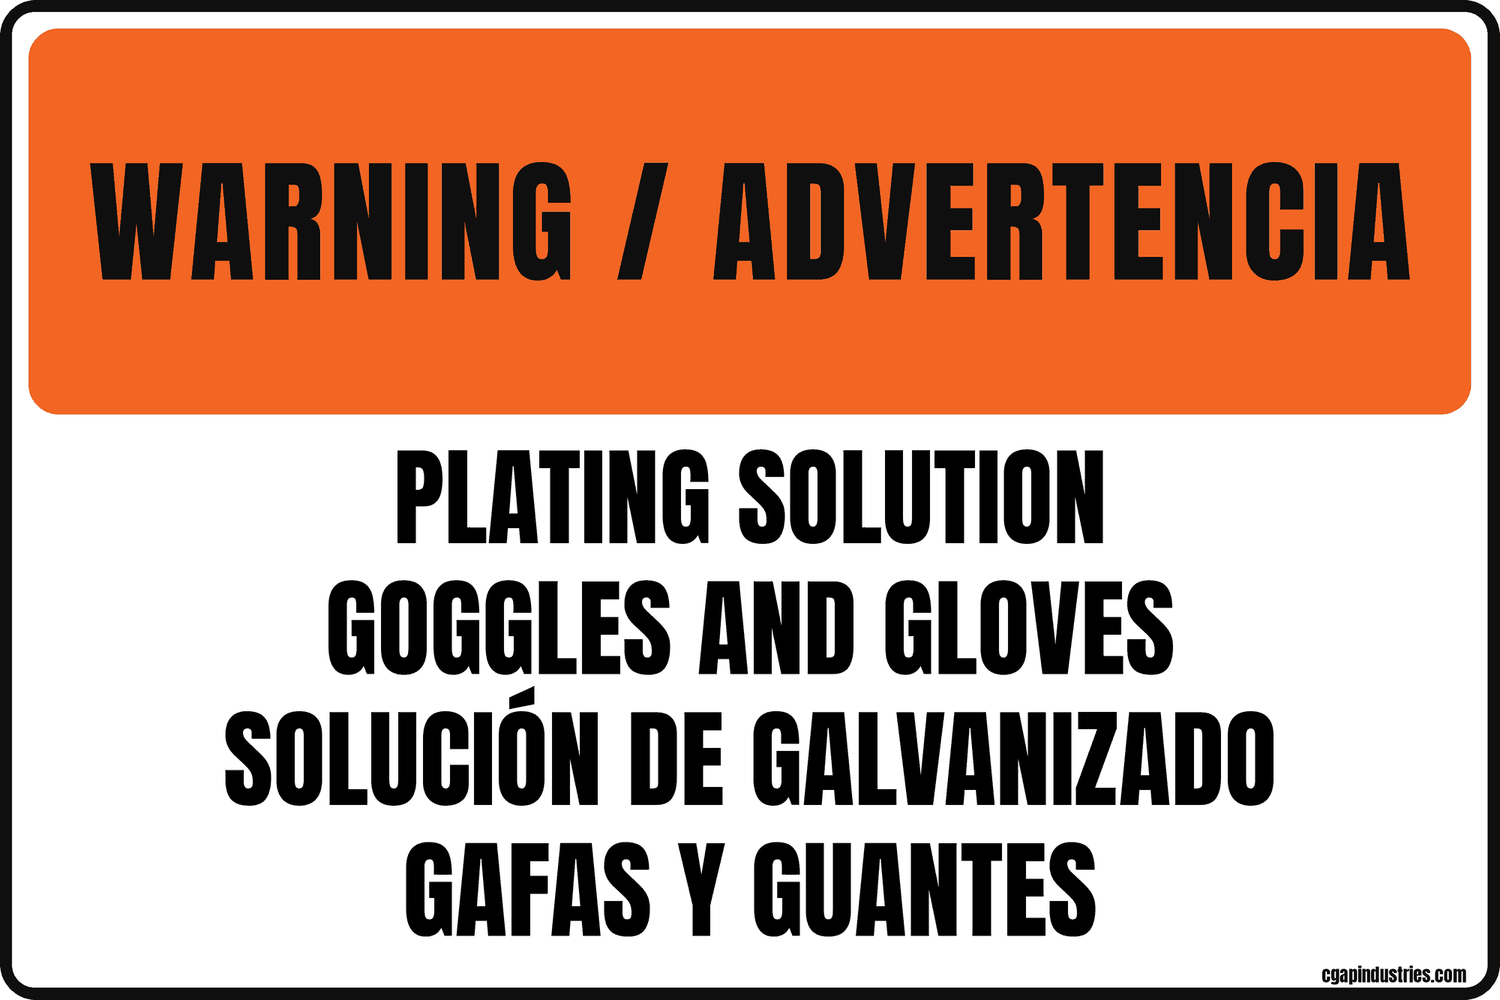 WARNING / ADVERTENCIA
PLATING SOLUTION
GOGGLES AND GLOVES
SOLUCIÓN DE GALVANIZADO
GAFAS Y GUANTES
cgapindustries.com